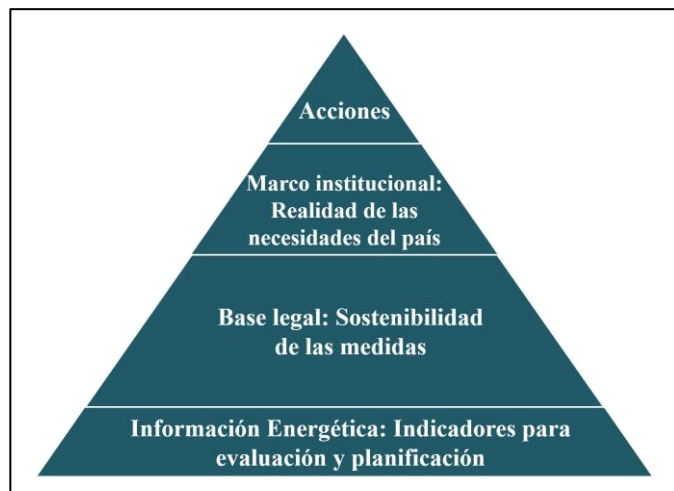 Acciones
Marco institucional:
Realidad de las
necesidades del país
Base legal: Sostenibilidad
de las medidas
Información Energética: Indicadores para
evaluación y planificación